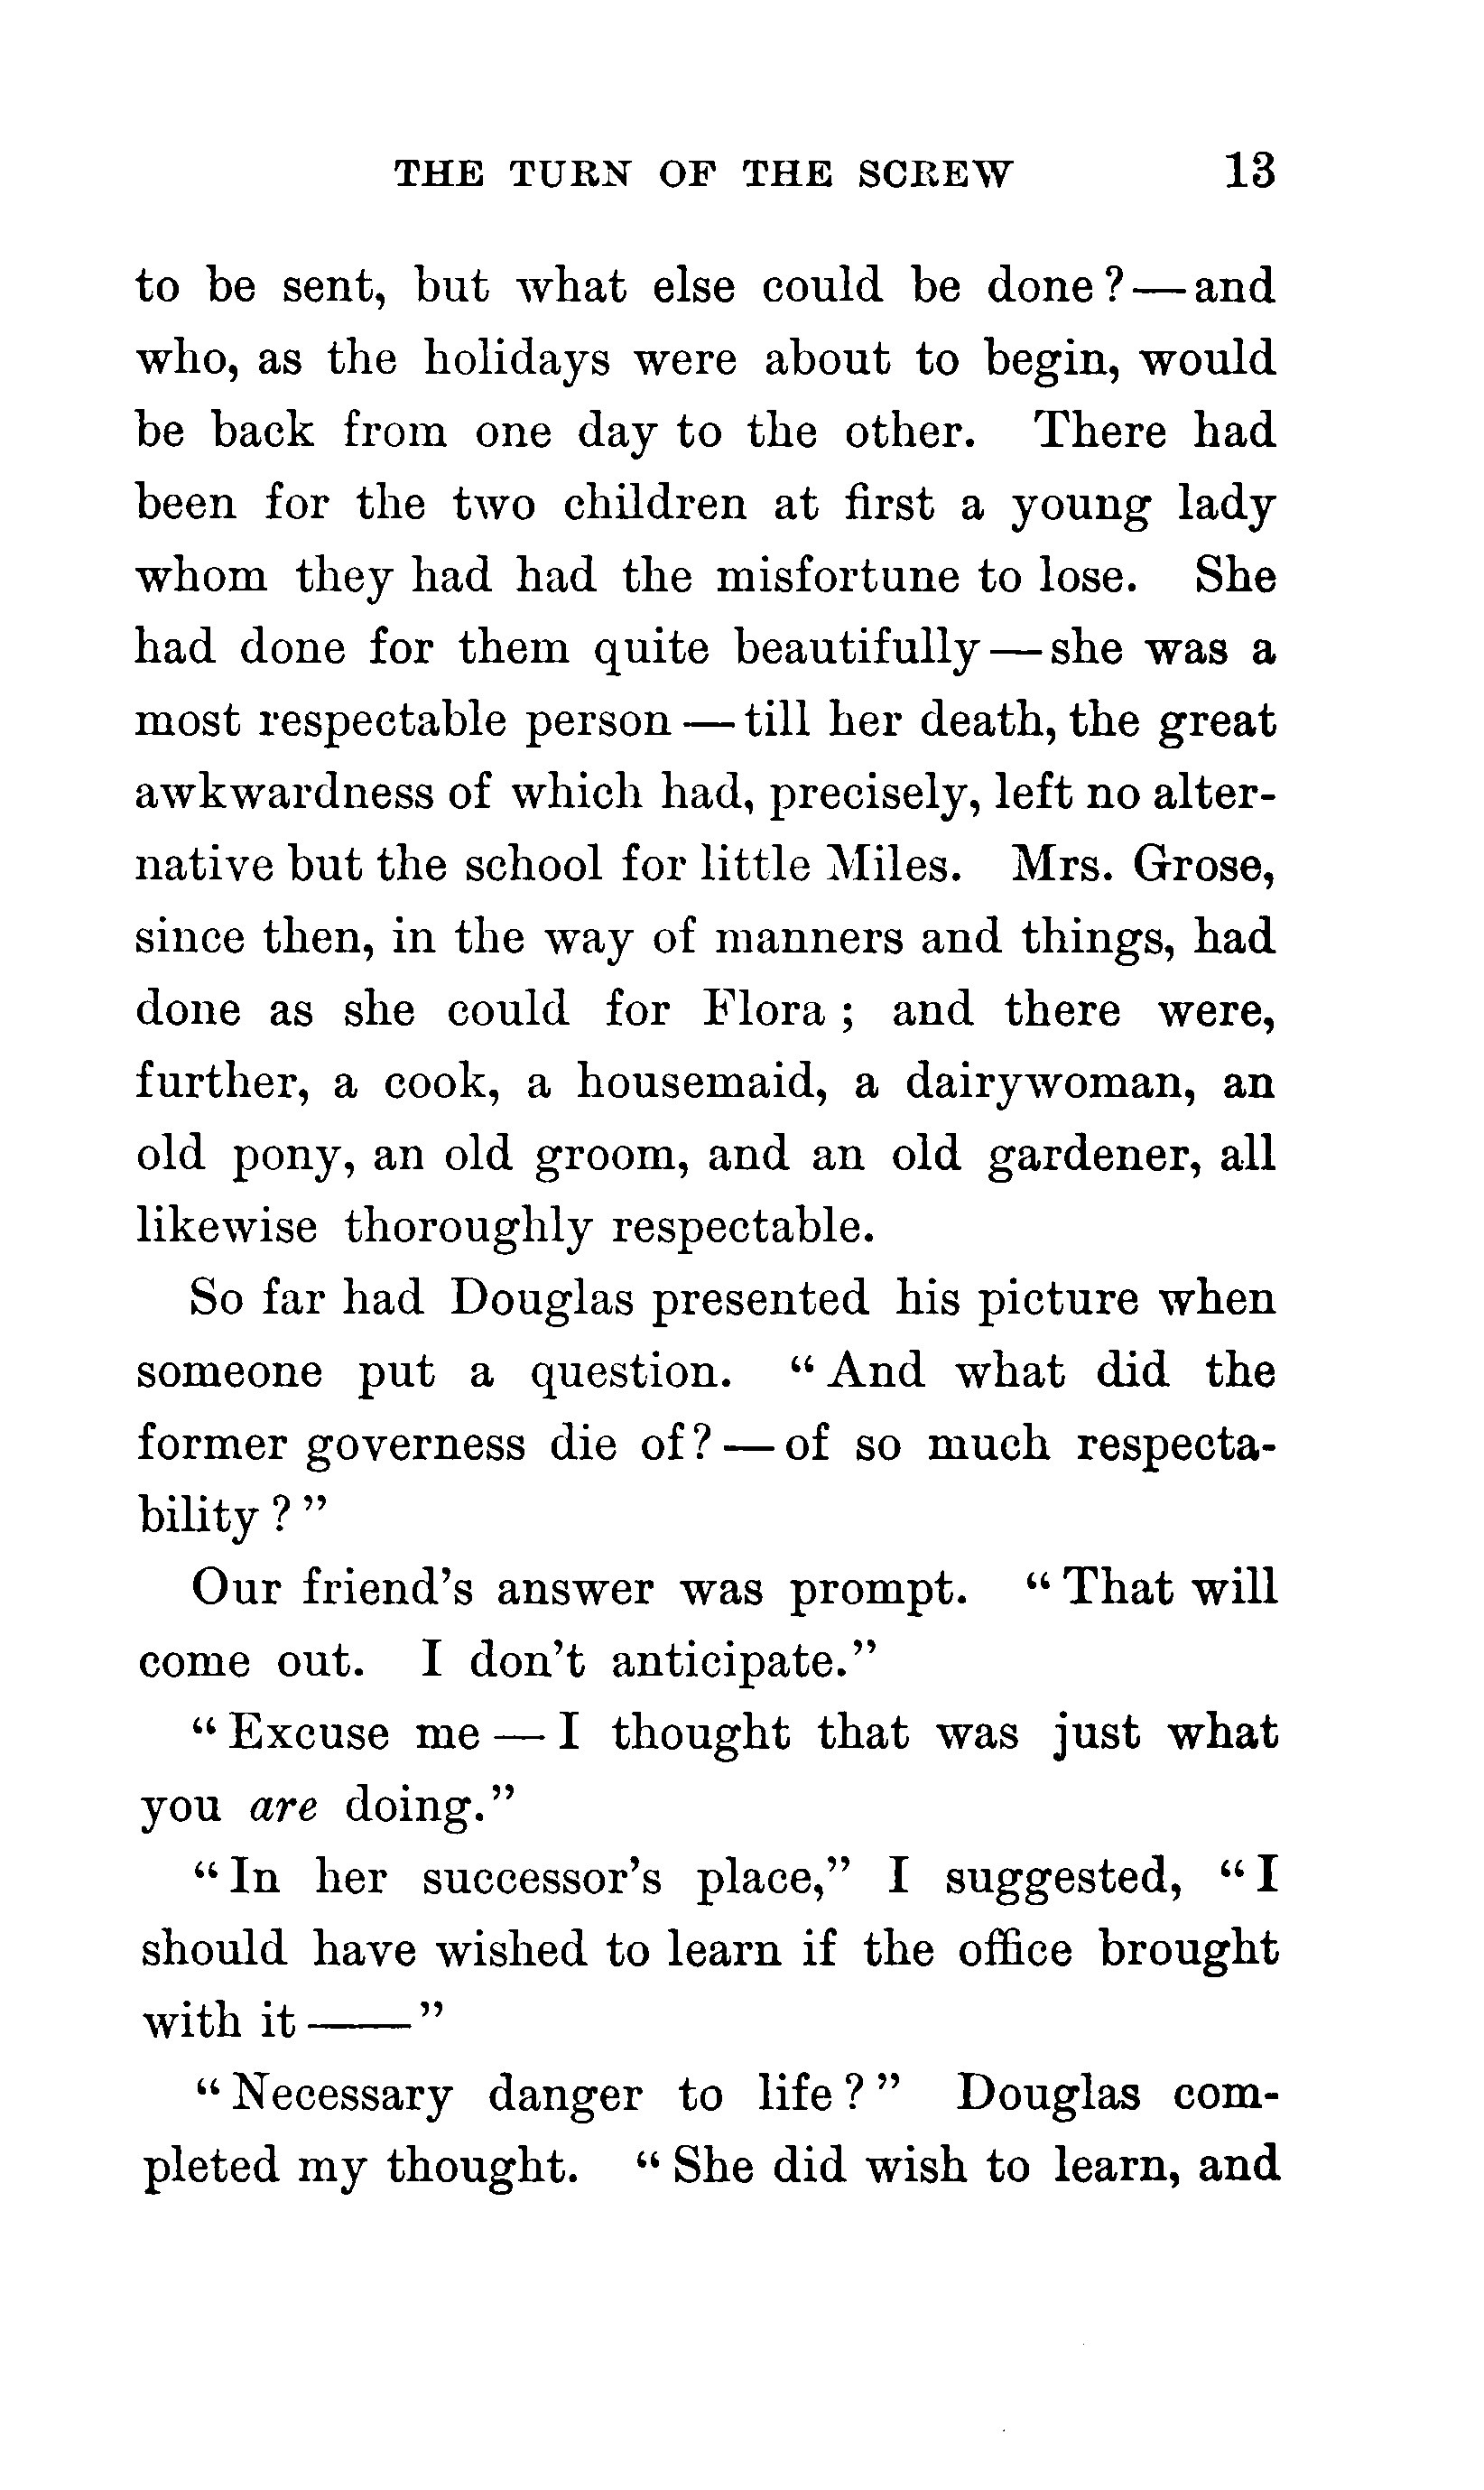 THE TURN OF THE SCREW 13
to be sent, but what else could be done?—and
who, as the holidays were about to begin, would
be back from one day to the other. There had
been for the two children at first a young lady
whom they had had the misfortune to lose. She
had done for them quite beautifully—she was a
most respectable person—till her death, the great
awkwardness of which had, precisely, left no alter-
native but the school for little Miles. Mrs. Grose,
since then, in the way of manners and things, had
done as she could for Flora; and there were,
further, a cook, a housemaid, a dairywoman, an
old pony, an old groom, and an old gardener, all
likewise thoroughly respectable.
So far had Douglas presented his picture when
someone put a question. “And what did the
former governess die of?—of so much respecta-
bility?”
Our friend’s answer was prompt. “That will
come out. I don’t anticipate.”
“Excuse me—I thought that was just what
you are doing.”
“In her successor’s place,” I suggested, “I
should have wished to learn if the office brought
with it——”
“Necessary danger to life?” Douglas com-
pleted my thought. “She did wish to learn, and